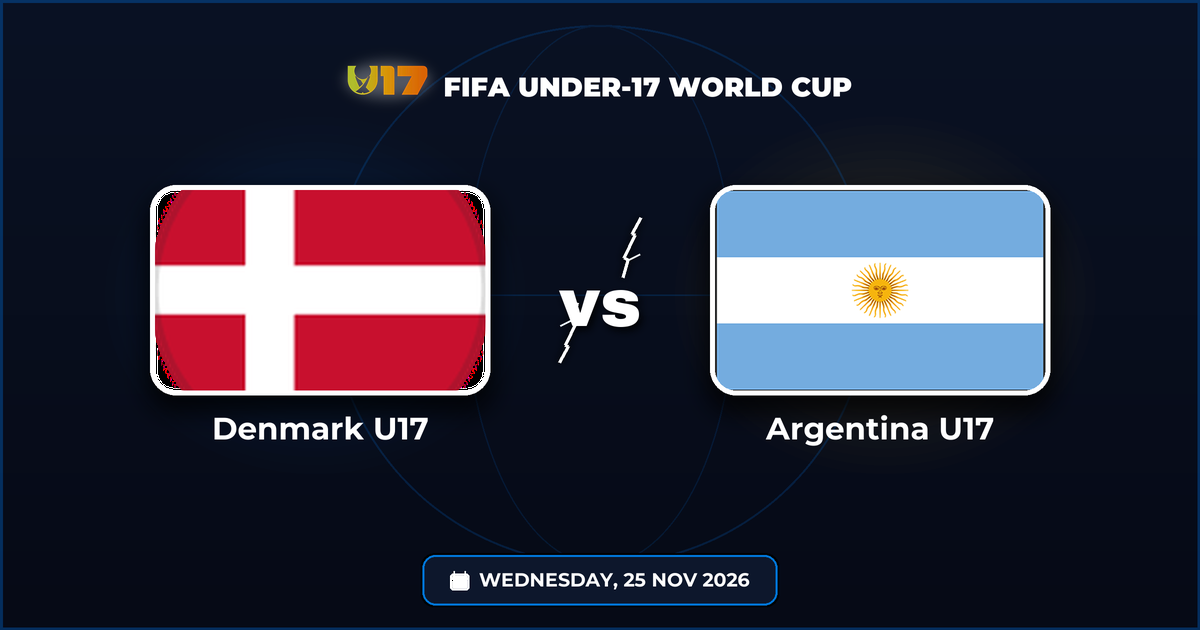 U17 FIFA UNDER-17 WORLD CUP
VS
Denmark U17
Argentina U17
WEDNESDAY, 25 NOV 2026